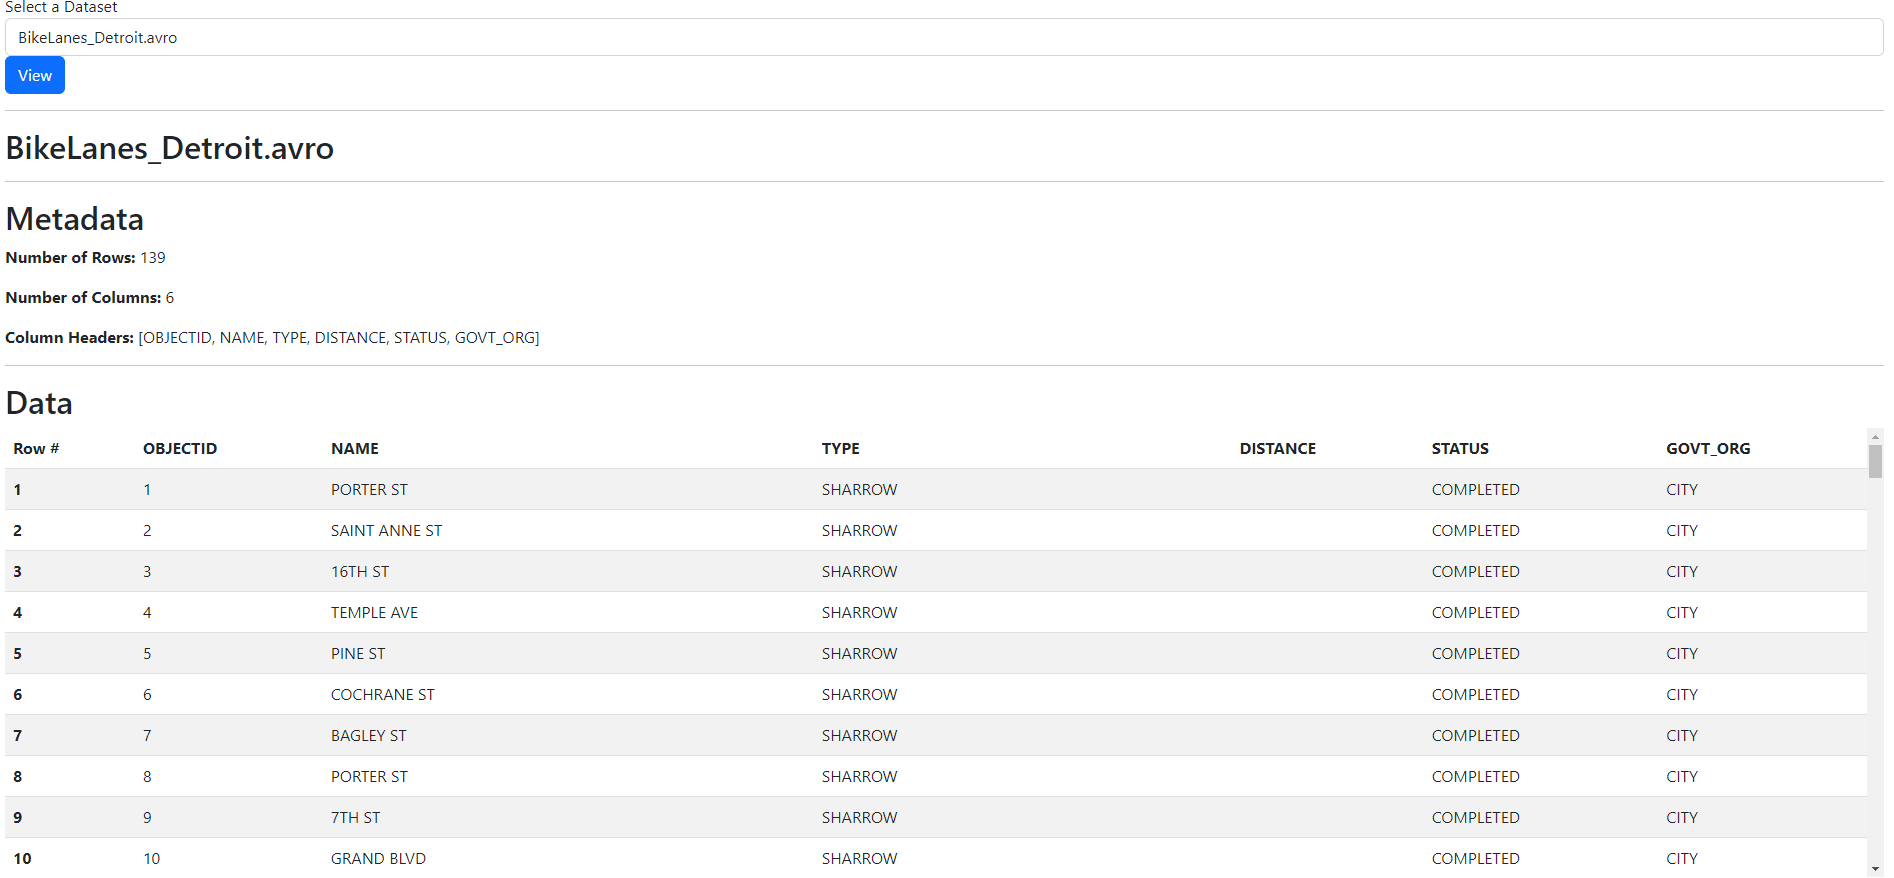 Select a Dataset
BikeLanes_Detroit.avro
View
BikeLanes_Detroit.avro
Metadata
Number of Rows: 139
Number of Columns: 6
Column Headers: [OBJECTID, NAME, TYPE, DISTANCE, STATUS, GOVT_ORG]
Data
Row # OBJECTID NAME TYPE DISTANCE STATUS GOVT_ORG
1 1 PORTER ST SHARROW COMPLETED CITY
2 2 SAINT ANNE ST SHARROW COMPLETED CITY
3 3 16TH ST SHARROW COMPLETED CITY
4 4 TEMPLE AVE SHARROW COMPLETED CITY
5 5 PINE ST SHARROW COMPLETED CITY
6 6 COCHRANE ST SHARROW COMPLETED CITY
7 7 BAGLEY ST SHARROW COMPLETED CITY
8 8 PORTER ST SHARROW COMPLETED CITY
9 9 7TH ST SHARROW COMPLETED CITY
10 10 GRAND BLVD SHARROW COMPLETED CITY